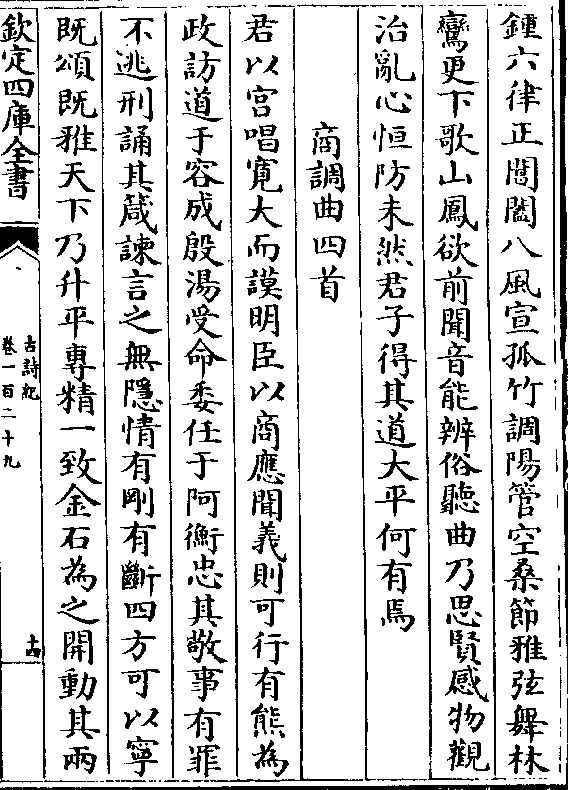 鍾六律正閶闔八風宣孤竹調陽管空桑節雅弦舞林
鸞更下歌山鳳欲前聞音能辨俗聽曲乃思賢感物觀
治亂心恒防未然君子得其道大平何有焉
商調曲四首
君以宫唱寛大而謨明臣以商應聞義則可行有熊為
政訪道于容成殷湯受命委任于阿衡忠其敬事有罪
不逃刑誦其箴諫言之無隱情有剛有斷四方可以寧
既頌既雅天下乃升平專精一致金石為之開動其兩
欽定四庫全書
古詩紀
卷一百二十九
十四